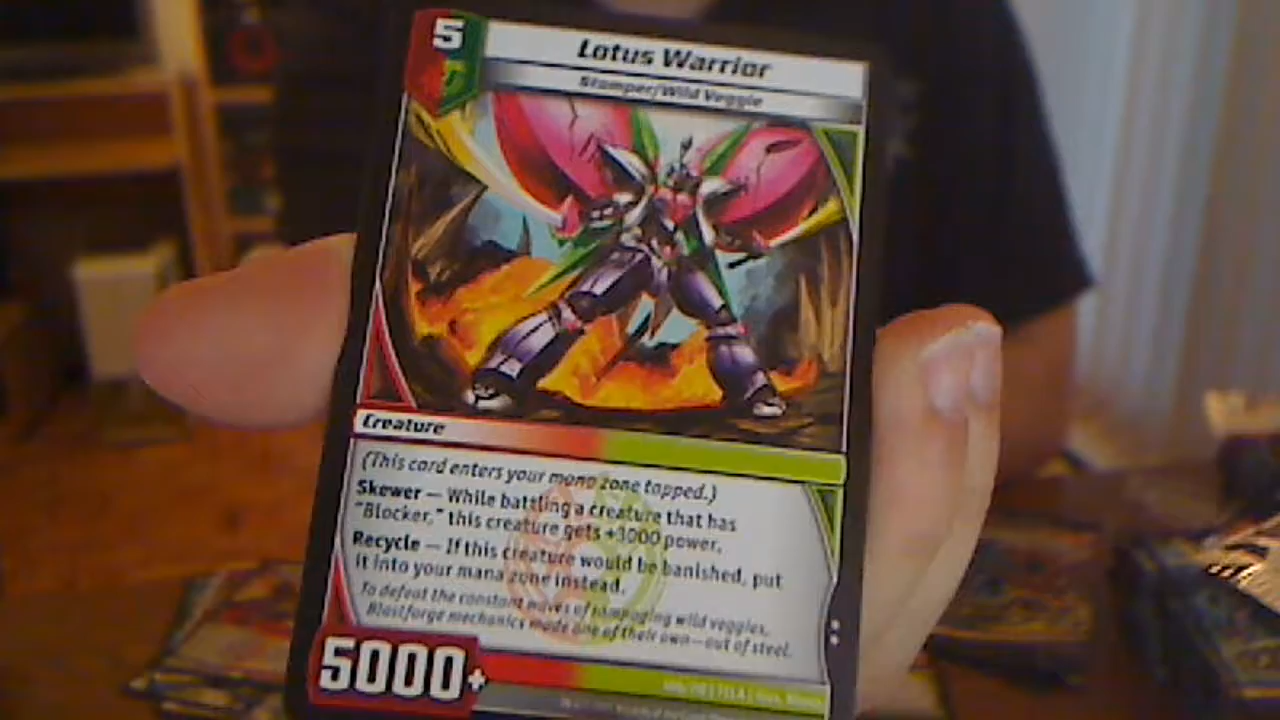 5
Lotus Warrior
Stomper/Wild Veggie
Creature
(This card enters your mana zone tapped.)
Skewer — While battling a creature that has
"Blocker," this creature gets +3000 power.
Recycle — If this creature would be banished, put
it into your mana zone instead.
To defeat the constant waves of rampaging wild veggies,
Blastforge mechanics made one of their own—out of steel.
5000+